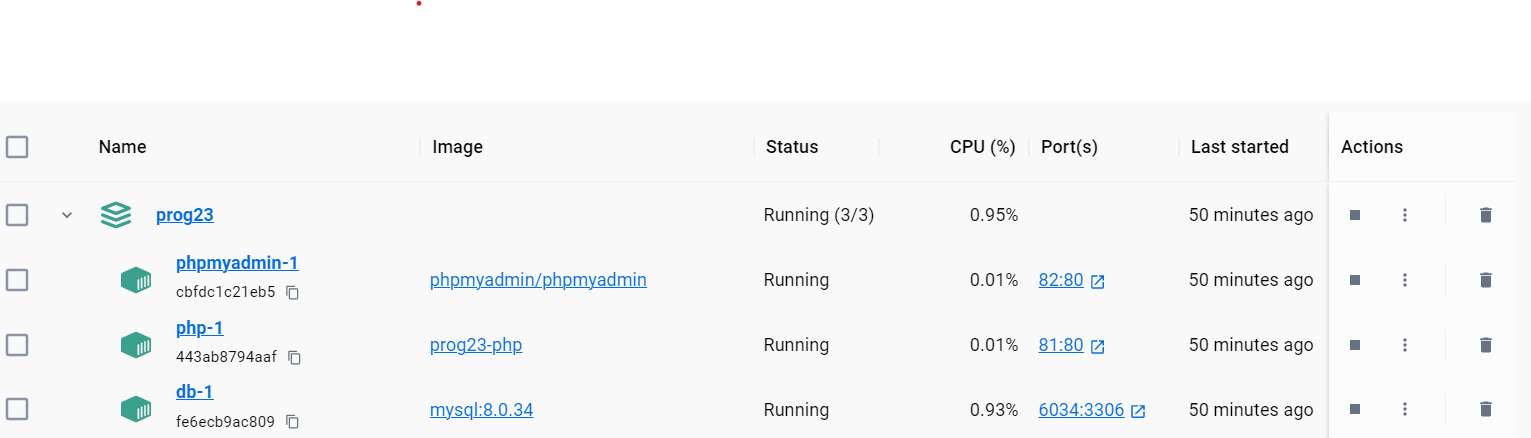 Name Image Status CPU (%) Port(s) Last started Actions
prog23 Running (3/3) 0.95% 50 minutes ago
phpmyadmin-1
cbfdc1c21eb5 phpmyadmin/phpmyadmin Running 0.01% 82:80 50 minutes ago
php-1
443ab8794aaf prog23-php Running 0.01% 81:80 50 minutes ago
db-1
fe6ecb9ac809 mysql:8.0.34 Running 0.93% 6034:3306 50 minutes ago